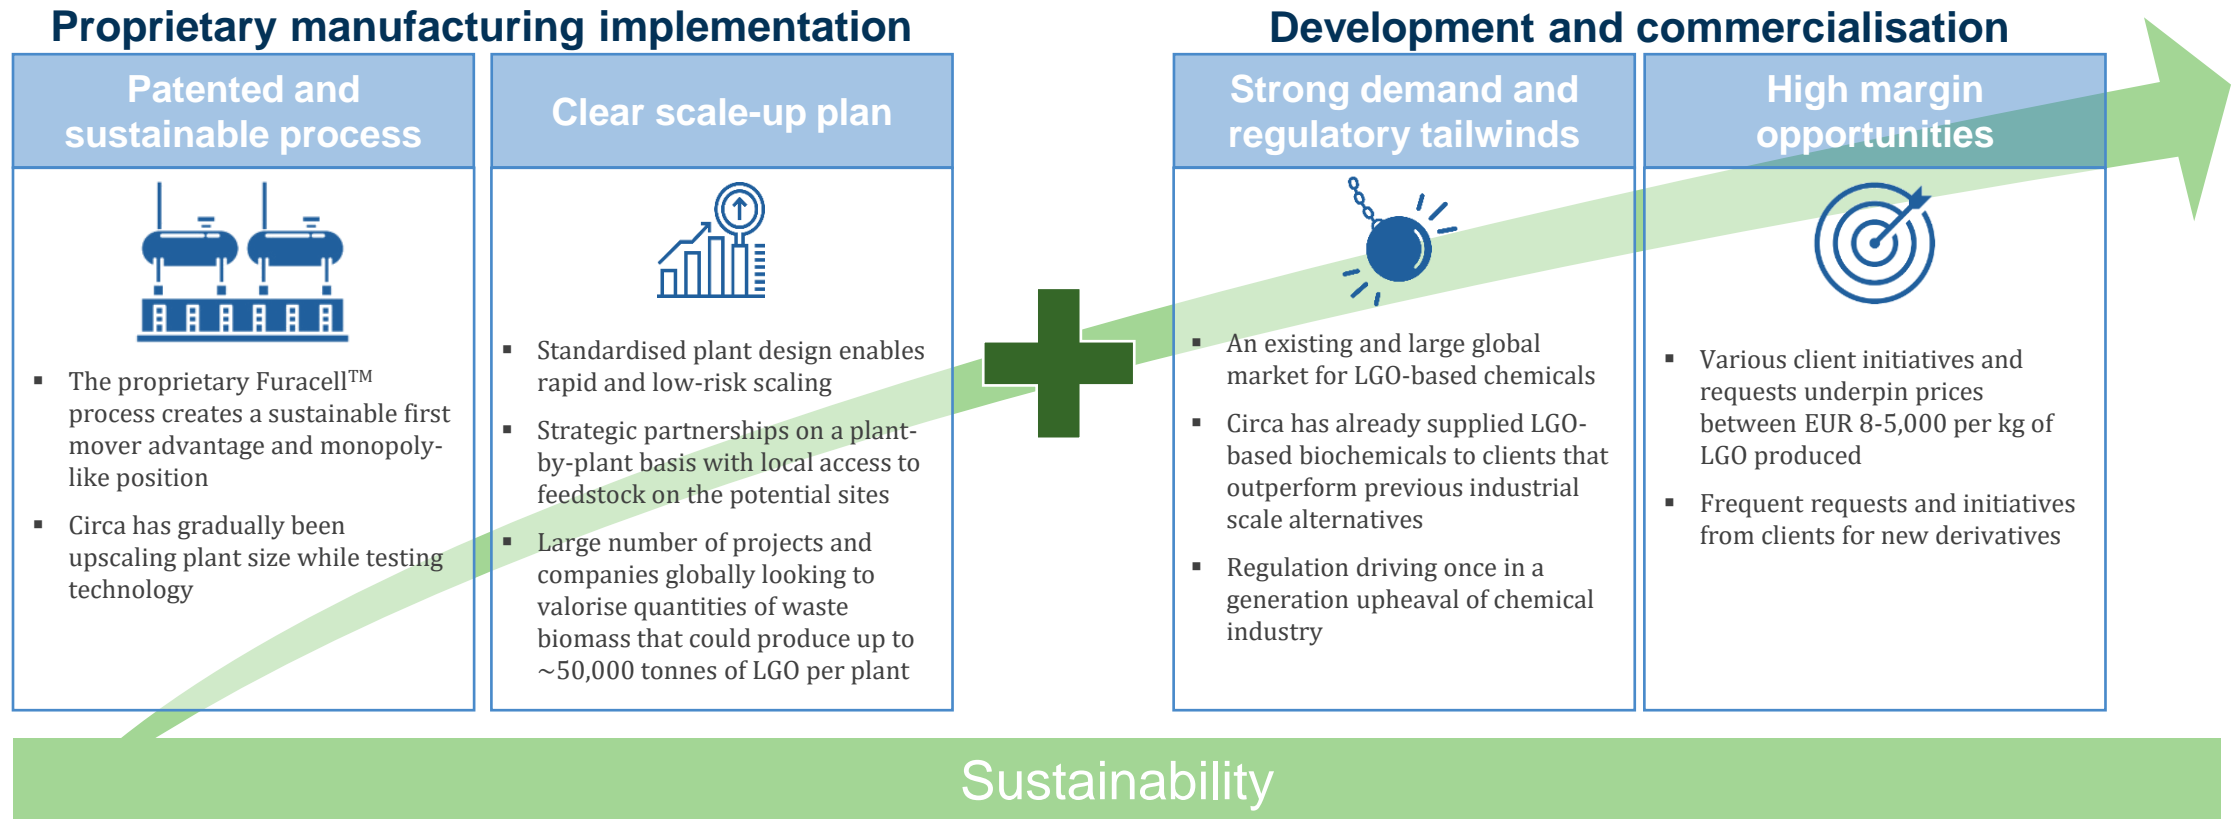 Proprietary manufacturing implementation
Patented and
sustainable process
▪ The proprietary Furacell™
process creates a sustainable first
mover advantage and monopoly-
like position
▪ Circa has gradually been
upscaling plant size while testing
technology
Clear scale-up plan
▪ Standardised plant design enables
rapid and low-risk scaling
▪ Strategic partnerships on a plant-
by-plant basis with local access to
feedstock on the potential sites
▪ Large number of projects and
companies globally looking to
valorise quantities of waste
biomass that could produce up to
~50,000 tonnes of LGO per plant
Development and commercialisation
Strong demand and
regulatory tailwinds
▪ An existing and large global
market for LGO-based chemicals
▪ Circa has already supplied LGO-
based biochemicals to clients that
outperform previous industrial
scale alternatives
▪ Regulation driving once in a
generation upheaval of chemical
industry
High margin
opportunities
▪ Various client initiatives and
requests underpin prices
between EUR 8-5,000 per kg of
LGO produced
▪ Frequent requests and initiatives
from clients for new derivatives
Sustainability